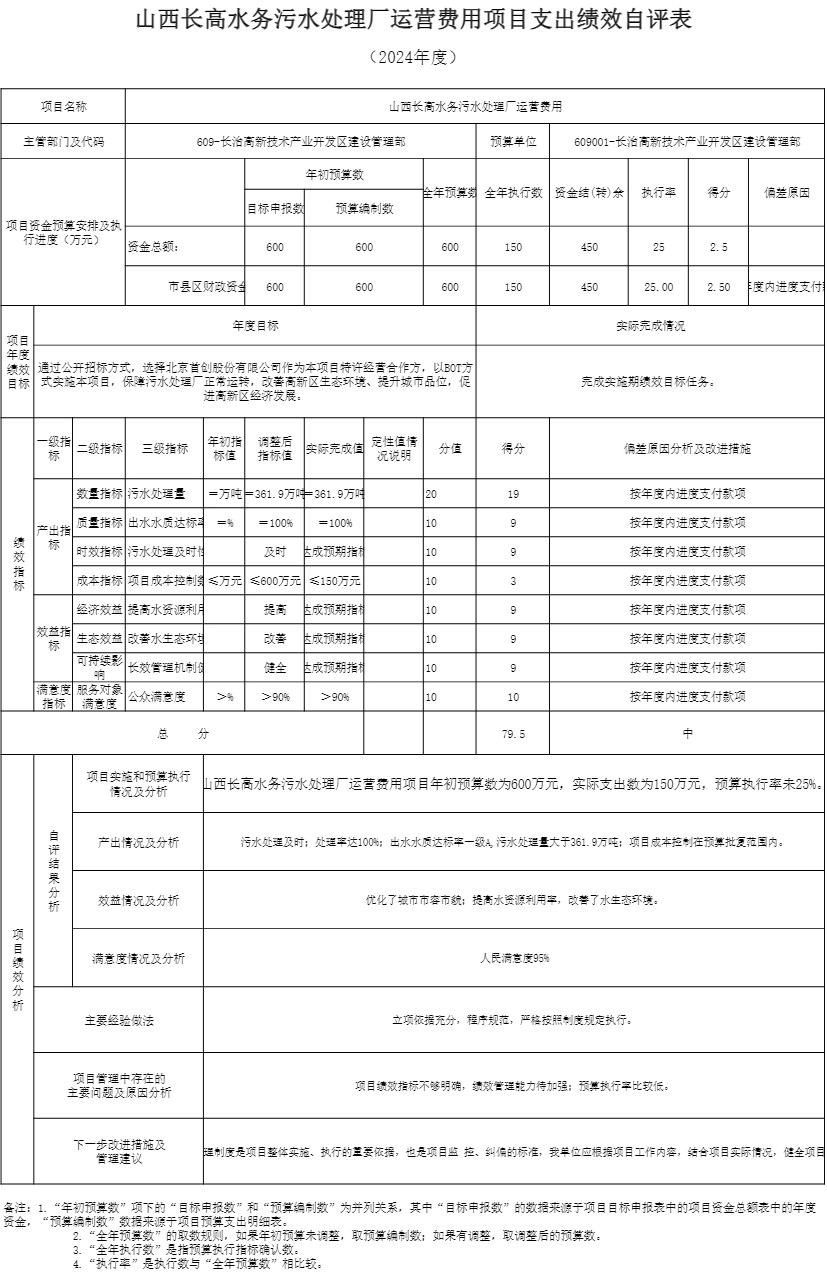 山西长高水务污水处理厂运营费用项目支出绩效自评表
（2024年度）
项目名称 山西长高水务污水处理厂运营费用
主管部门及代码 609-长治高新技术产业开发区建设管理部 预算单位 609001-长治高新技术产业开发区建设管理部
项目资金预算安排及执行进度（万元） 年初预算数 全年预算数 全年执行数 资金结(转)余 执行率 得分 偏差原因
目标申报数 预算编制数
资金总额： 600 600 600 150 450 25 2.5
市县区财政资金 600 600 600 150 450 25.00 2.50 年度内进度支付
项目年度绩效目标 年度目标 实际完成情况
通过公开招标方式，选择北京首创股份有限公司作为本项目特许经营合作方，以BOT方
式实施本项目，保障污水处理厂正常运转，改善高新区生态环境、提升城市品位，促
进高新区经济发展。
完成实施期绩效目标任务。
绩效指标 一级指标 二级指标 三级指标 年初指标值 调整后指标值 实际完成值 定性值情况说明 分值 得分 偏差原因分析及改进措施
产出指标 数量指标 污水处理量 ＝万吨 ＝361.9万吨 ＝361.9万吨 20 19 按年度内进度支付款项
质量指标 出水水质达标率 ＝% ＝100% ＝100% 10 9 按年度内进度支付款项
时效指标 污水处理及时性 及时 达成预期指标 10 9 按年度内进度支付款项
成本指标 项目成本控制数 ≤万元 ≤600万元 ≤150万元 10 3 按年度内进度支付款项
效益指标 经济效益 提高水资源利用 提高 达成预期指标 10 9 按年度内进度支付款项
生态效益 改善水生态环境 改善 达成预期指标 10 9 按年度内进度支付款项
可持续影响 长效管理机制健 健全 达成预期指标 10 9 按年度内进度支付款项
满意度指标 服务对象满意度 公众满意度 ＞% ＞90% ＞90% 10 10 按年度内进度支付款项
总 分 79.5 中
项目绩效分析 自评结果分析 项目实施和预算执行情况及分析 山西长高水务污水处理厂运营费用项目年初预算数为600万元，实际支出数为150万元，预算执行率未25%。
产出情况及分析 污水处理及时；处理率达100%；出水水质达标率一级A,污水处理量大于361.9万吨；项目成本控制在预算批复范围内。
效益情况及分析 优化了城市市容市貌；提高水资源利用率，改善了水生态环境。
满意度情况及分析 人民满意度95%
主要经验做法 立项依据充分，程序规范，严格按照制度规定执行。
项目管理中存在的主要问题及原因分析 项目绩效指标不够明确，绩效管理能力待加强；预算执行率比较低。
下一步改进措施及管理建议 理制度是项目整体实施、执行的重要依据，也是项目监 控、纠偏的标准，我单位应根据项目工作内容，结合项目实际情况，健全项目
备注：1.“年初预算数”项下的“目标申报数”和“预算编制数”为并列关系，其中“目标申报数”的数据来源于项目目标申报表中的项目资金总额表中的年度
资金，“预算编制数”数据来源于项目预算支出明细表。
2.“全年预算数”的取数规则，如果年初预算未调整，取预算编制数；如果有调整，取调整后的预算数。
3.“全年执行数”是指预算执行指标确认数。
4.“执行率”是执行数与“全年预算数”相比较。